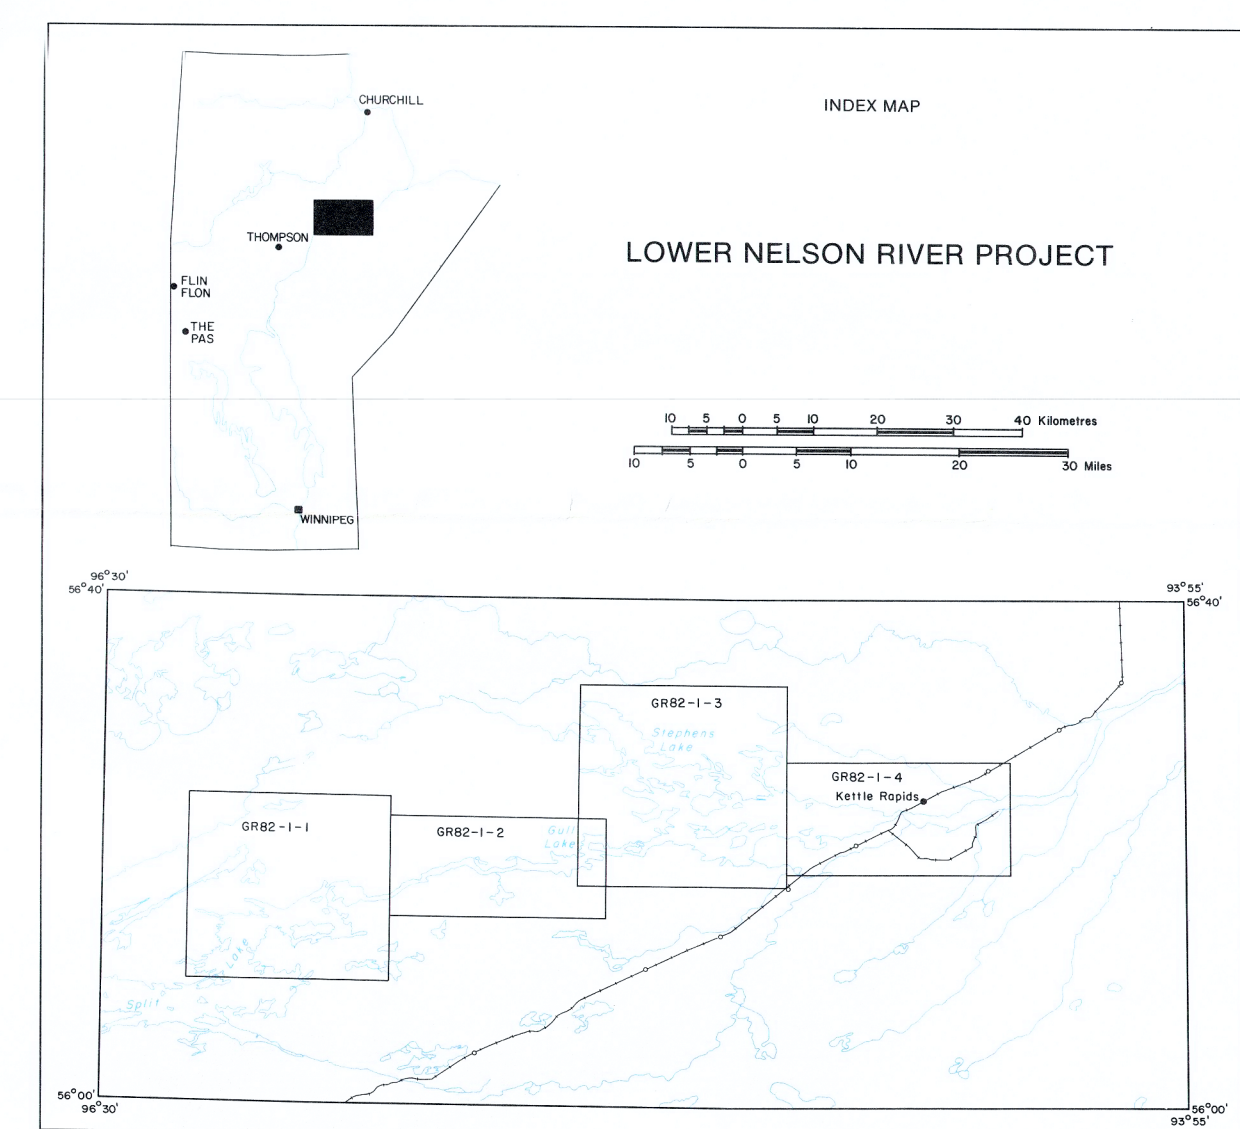 CHURCHILL
THOMPSON
FLIN
FLON
THE
PAS
WINNIPEG
INDEX MAP
LOWER NELSON RIVER PROJECT
10 5 0 5 10 20 30 40 Kilometres
10 5 0 5 10 20 30 Miles
96°30'
56°40'
93°55'
56°40'
GR82-1-3
Stephens
Lake
GR82-1-4
Kettle Rapids
GR82-1-1
GR82-1-2
Gull
Lake
Split
Lake
56°00'
96°30'
56°00'
93°55'